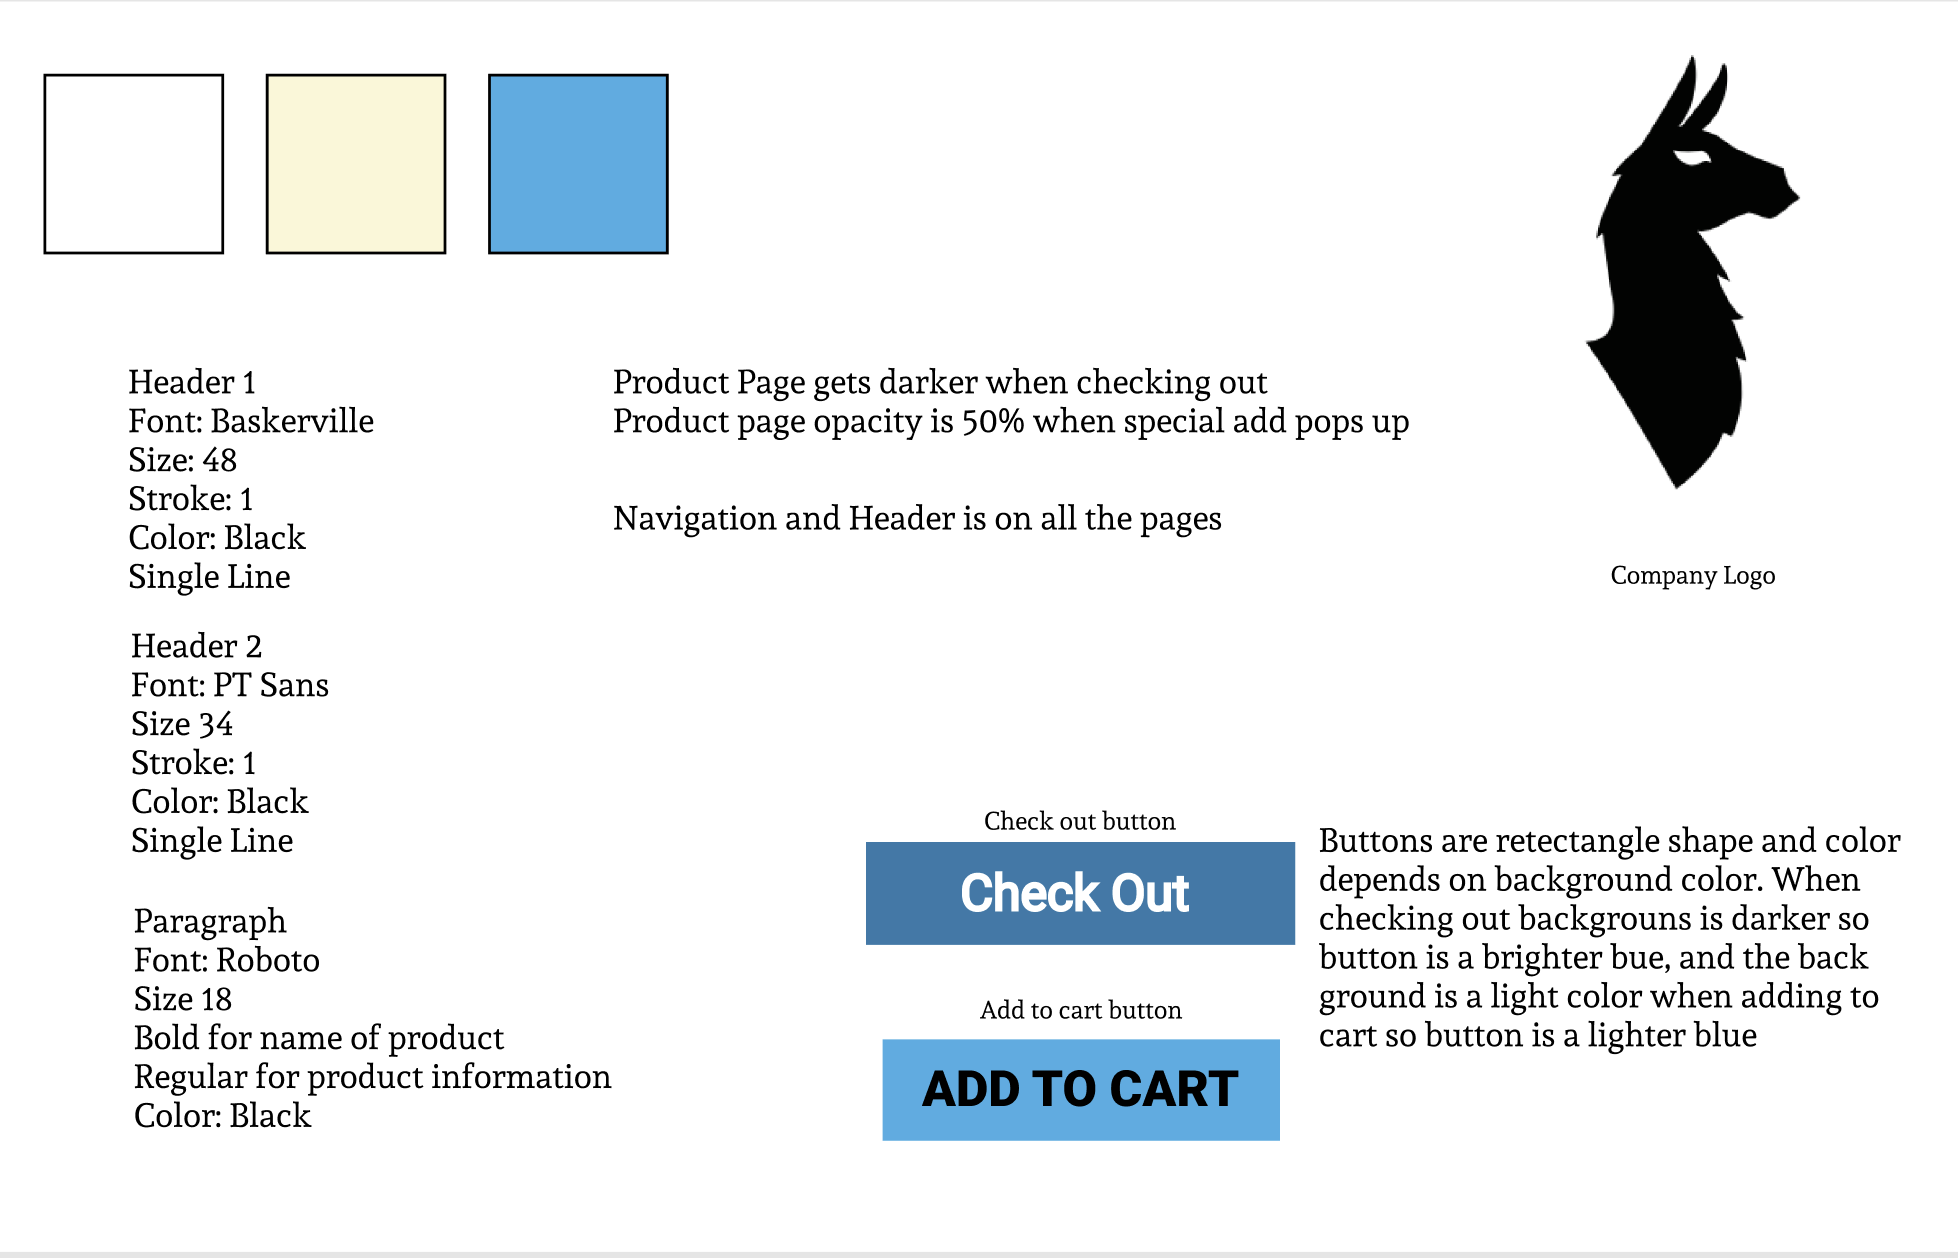 Header 1
Font: Baskerville
Size: 48
Stroke: 1
Color: Black
Single Line
Product Page gets darker when checking out
Product page opacity is 50% when special add pops up
Navigation and Header is on all the pages
Company Logo
Header 2
Font: PT Sans
Size 34
Stroke: 1
Color: Black
Single Line
Paragraph
Font: Roboto
Size 18
Bold for name of product
Regular for product information
Color: Black
Check out button
Check Out
Add to cart button
ADD TO CART
Buttons are retectangle shape and color
depends on background color. When
checking out backgrouns is darker so
button is a brighter bue, and the back
ground is a light color when adding to
cart so button is a lighter blue